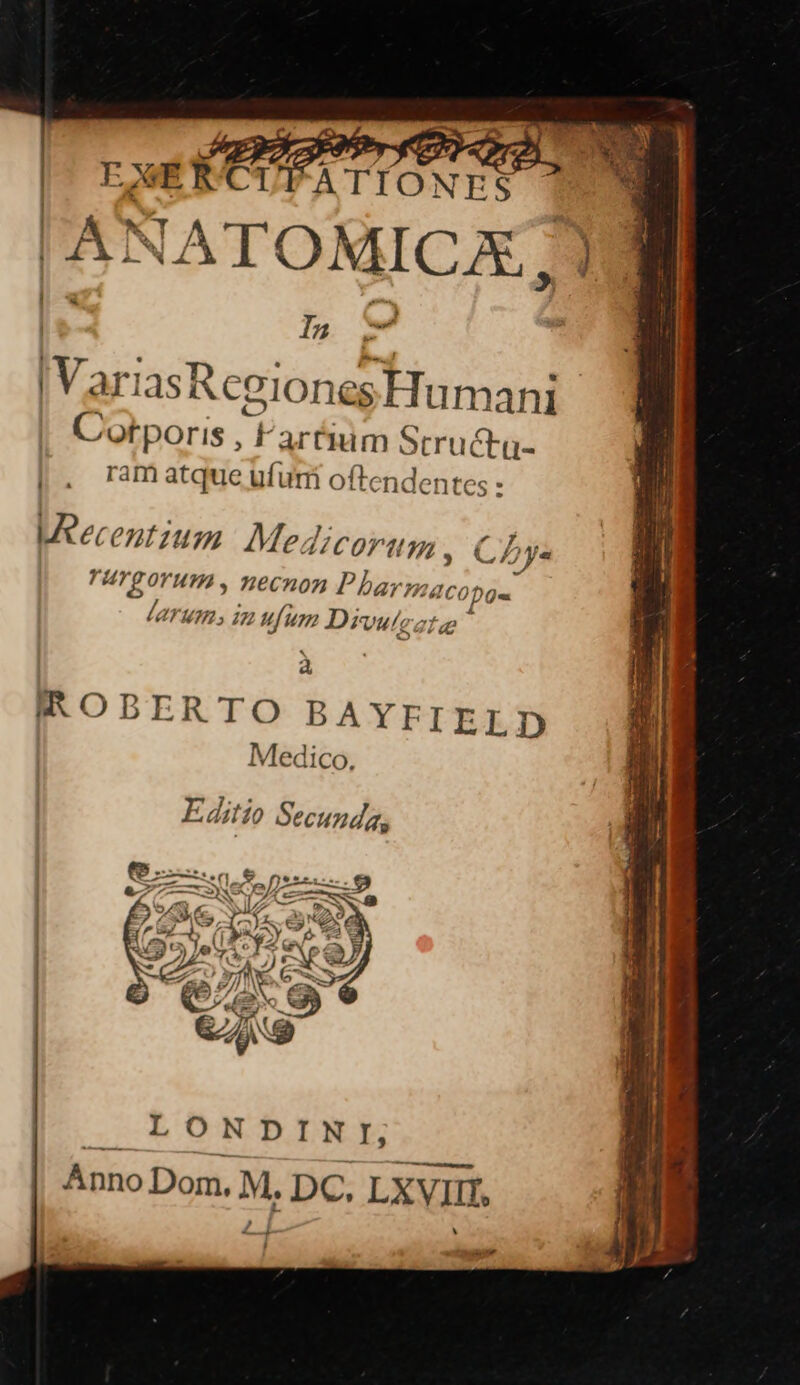 EXERCITATIONES
ANATOMICÆ,
In
Varias Regiones Humani
Corporis, Partium Structu-
ram atque uſum oſtendentes:
Recentium Medicorum, Chy-
rurgorum, necnon Pharmacopo-
larum, in uſum Divulgatæ
à
ROBERTO BAYFIELD
Medico.
Editio Secunda,
LONDINI,
Anno Dom. M. DC. LXVIII.